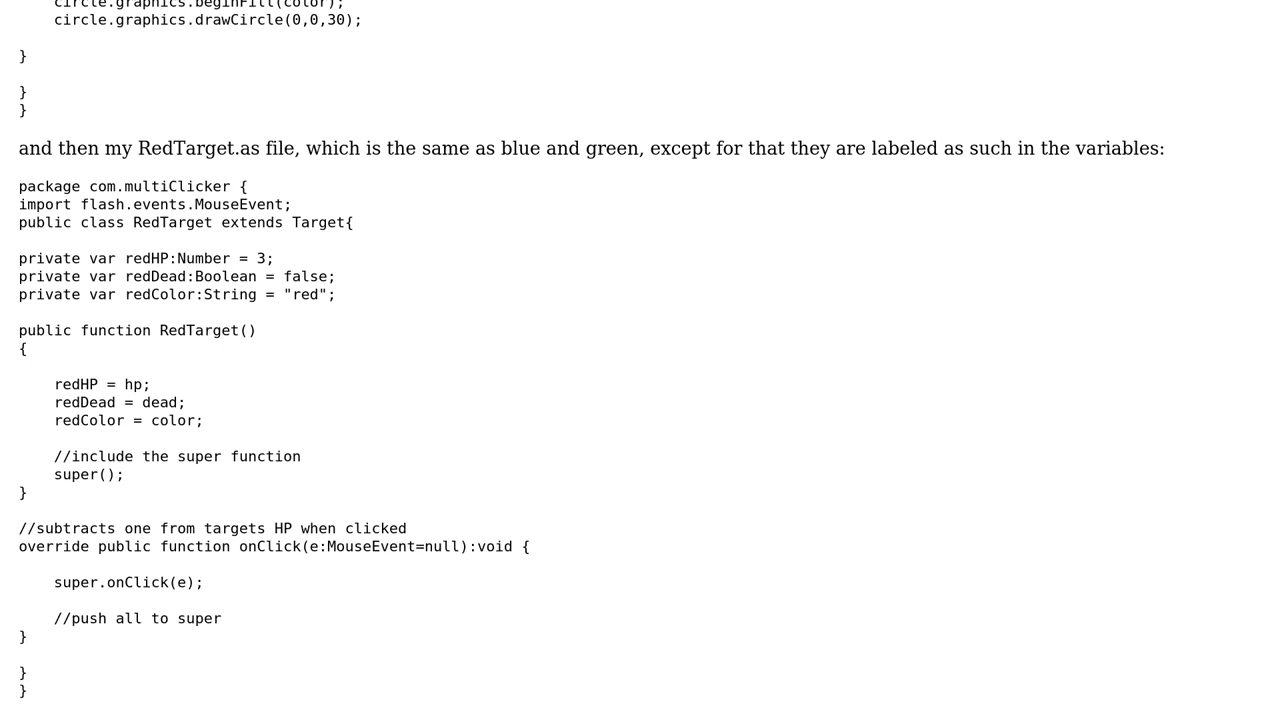 circle.graphics.beginFill(color);
circle.graphics.drawCircle(0,0,30);
}
}
}
and then my RedTarget.as file, which is the same as blue and green, except for that they are labeled as such in the variables:
package com.multiClicker {
import flash.events.MouseEvent;
public class RedTarget extends Target{
private var redHP:Number = 3;
private var redDead:Boolean = false;
private var redColor:String = "red";
public function RedTarget()
{
redHP = hp;
redDead = dead;
redColor = color;
//include the super function
super();
}
//subtracts one from targets HP when clicked
override public function onClick(e:MouseEvent=null):void {
super.onClick(e);
//push all to super
}
}
}